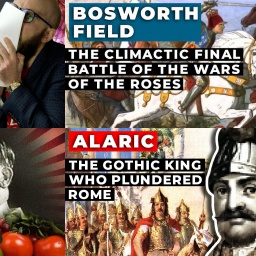 BOSWORTH
FIELD
THE CLIMACTIC FINAL
BATTLE OF THE WARS
OF THE ROSES
ALARIC
THE GOTHIC KING
WHO PLUNDERED
ROME